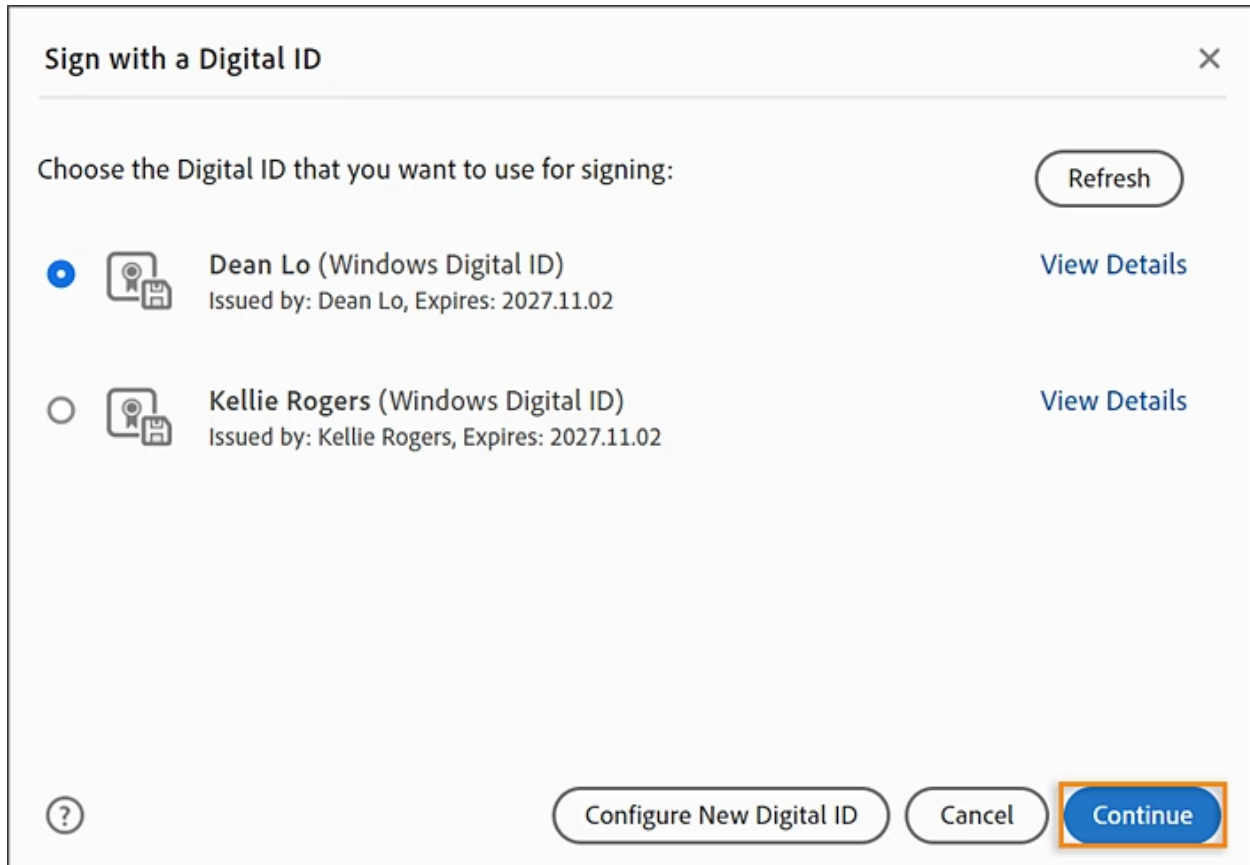 Sign with a Digital ID
Choose the Digital ID that you want to use for signing:
Refresh
Dean Lo (Windows Digital ID)
View Details
Issued by: Dean Lo, Expires: 2027.11.02
Kellie Rogers (Windows Digital ID)
View Details
Issued by: Kellie Rogers, Expires: 2027.11.02
?
Configure New Digital ID
Cancel
Continue